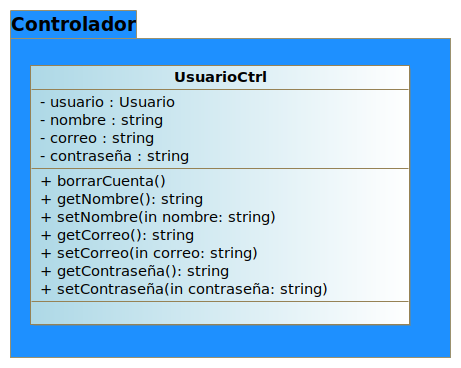 Controlador
UsuarioCtrl
- usuario : Usuario
- nombre : string
- correo : string
- contraseña : string
+ borrarCuenta()
+ getNombre(): string
+ setNombre(in nombre: string)
+ getCorreo(): string
+ setCorreo(in correo: string)
+ getContraseña(): string
+ setContraseña(in contraseña: string)